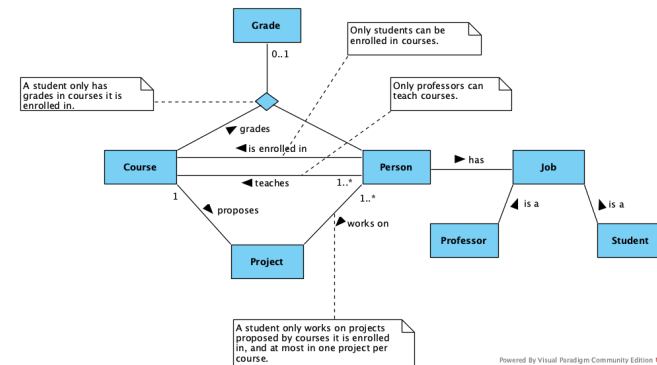 Grade
0..1
Only students can be
enrolled in courses.
A student only has
grades in courses it is
enrolled in.
Only professors can
teach courses.
grades
is enrolled in
Course
Person
has
Job
teaches
1..*
1
1..*
proposes
works on
is a
is a
Professor
Student
Project
A student only works on projects
proposed by courses it is enrolled
in, and at most in one project per
course.
Powered By Visual Paradigm Community Edition